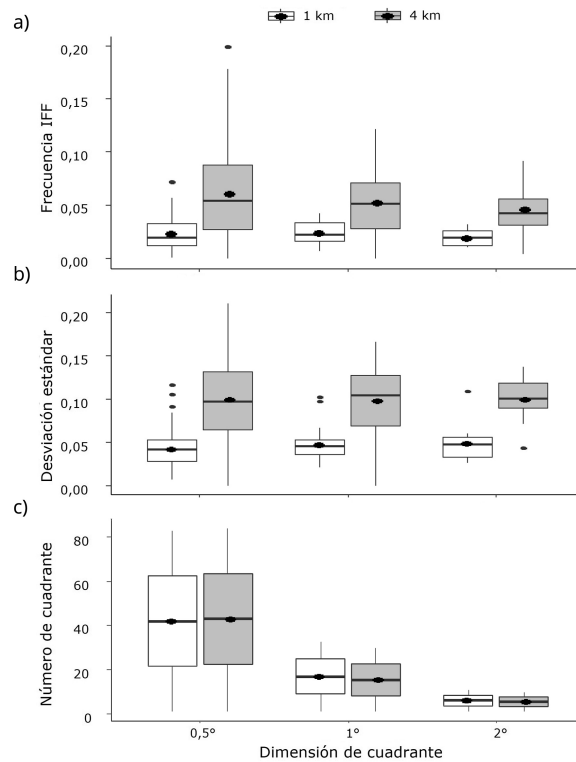 1 km 4 km
a)
Frecuencia IFF
0,20
0,15
0,10
0,05
0,00
b)
Desviación estándar
0,20
0,15
0,10
0,05
0,00
c)
Número de cuadrante
80
60
40
20
0
0,5° 1° 2°
Dimensión de cuadrante